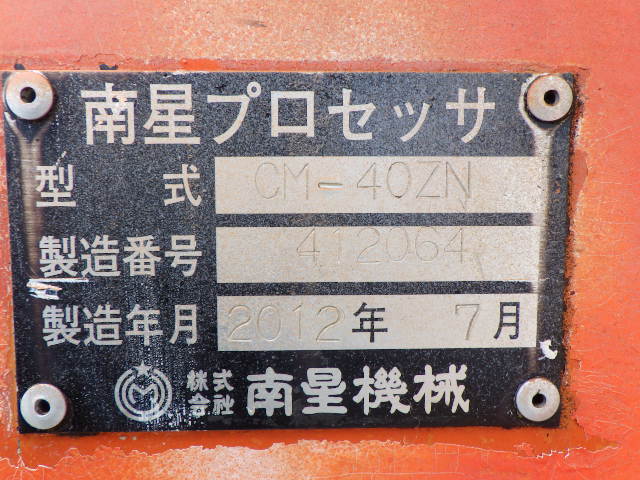 南星プロセッサ
型式 CM-40ZN
製造番号 412064
製造年月 2012年 7月
株式会社 南星機械